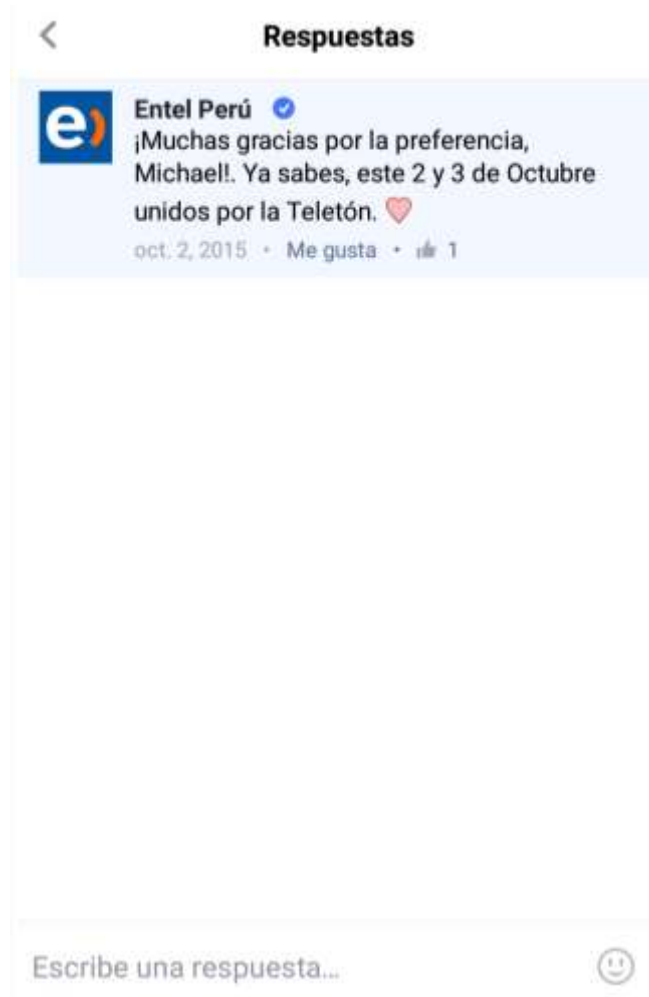 Respuestas
e)
Entel Perú
¡Muchas gracias por la preferencia,
Michael!. Ya sabes, este 2 y 3 de Octubre
unidos por la Teletón.
oct. 2, 2015 • Me gusta • 1
Escribe una respuesta...